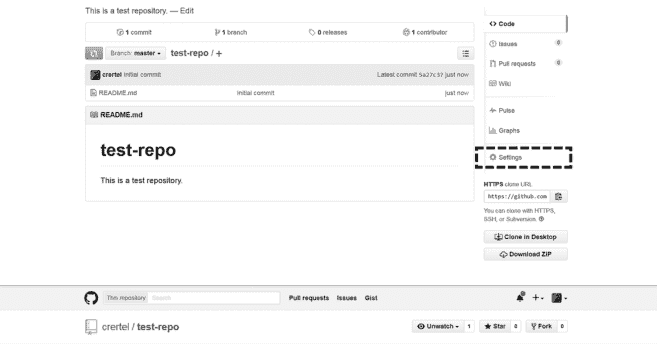 This is a test repository. — Edit
1 commit 1 branch 0 releases 1 contributor
Branch: master test-repo / +
crertel Initial commit Latest commit 5a27c37 just now
README.md Initial commit just now
README.md
test-repo
This is a test repository.
Code
Issues 0
Pull requests 0
Wiki
Pulse
Graphs
Settings
HTTPS clone URL
https://github.com
You can clone with HTTPS,
SSH, or Subversion.
Clone in Desktop
Download ZIP
This repository Search Pull requests Issues Gist
crertel / test-repo Unwatch 1 Star 0 Fork 0